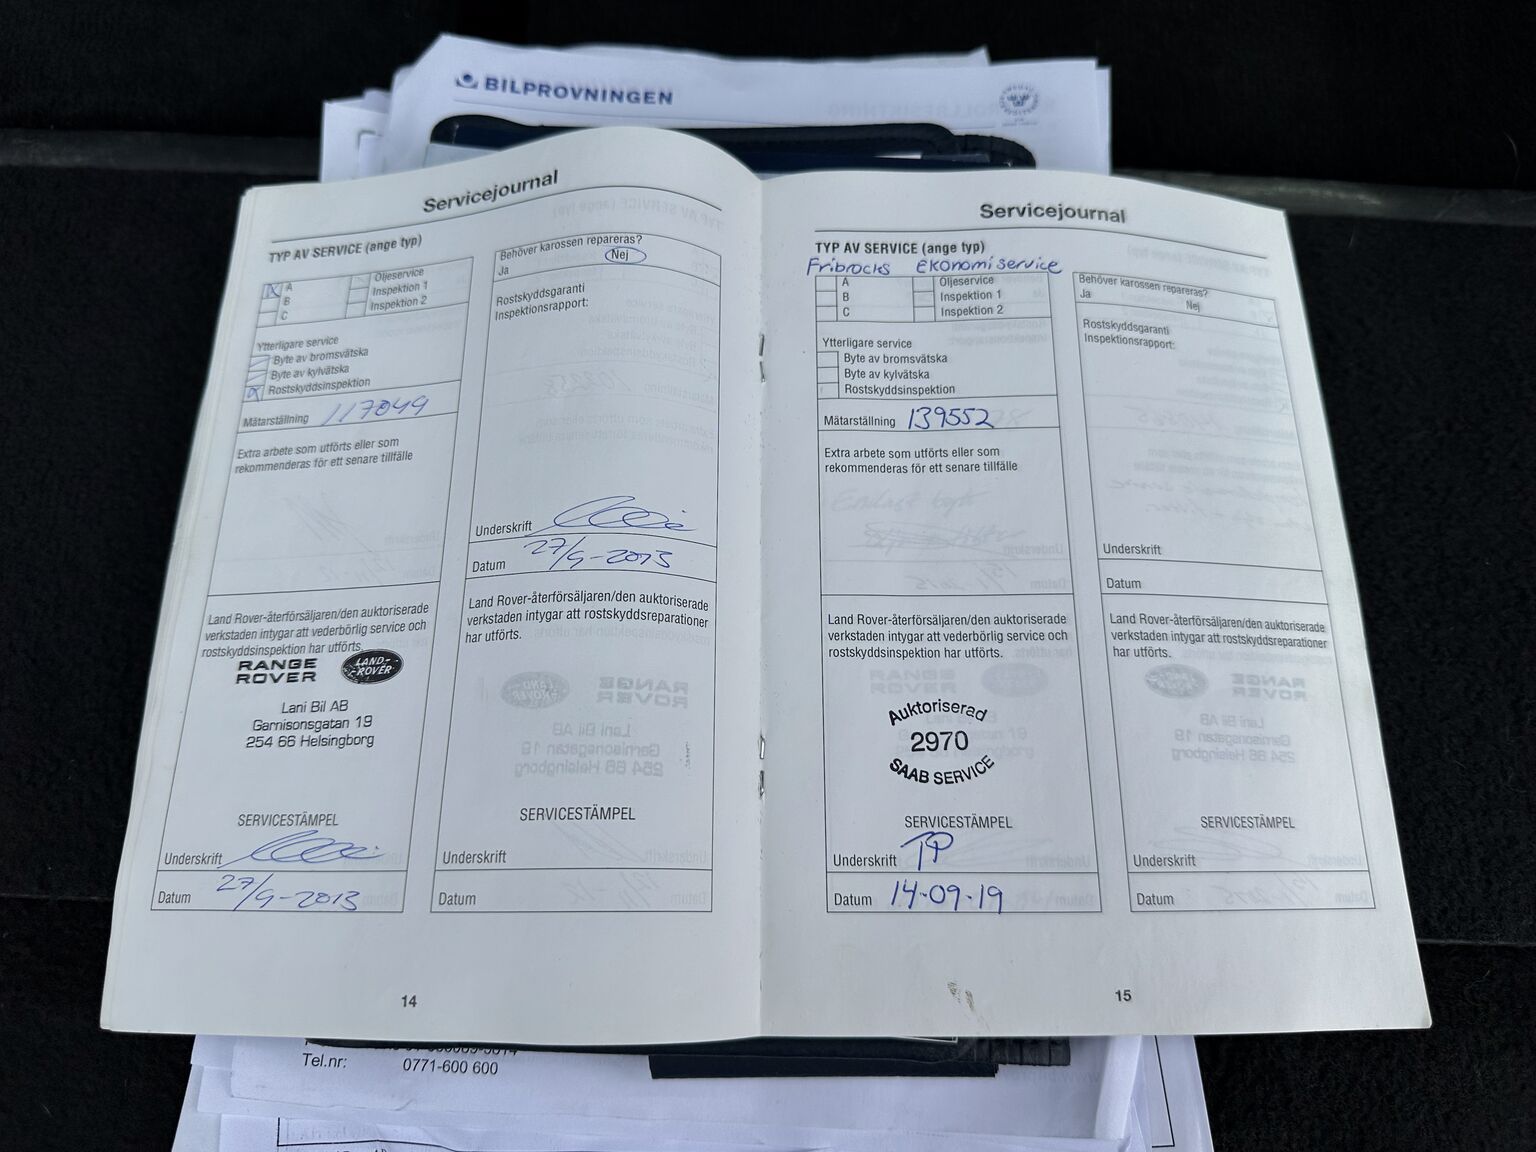 BILPROVNINGEN
Servicejournal
TYP AV SERVICE (ange typ)
A
B
C
Oljeservice
Inspektion 1
Inspektion 2
Ytterligare service
Byte av bromsvätska
Byte av kylvätska
Rostskyddsinspektion
Mätarställning 117049
Extra arbete som utförts eller som
rekommenderas för ett senare tillfälle
Land Rover-återförsäljaren/den auktoriserade
verkstaden intygar att vederbörlig service och
rostskyddsinspektion har utförts.
RANGE
ROVER
LAND-
-ROVER
Lani Bil AB
Garnisonsgatan 19
254 66 Helsingborg
SERVICESTÄMPEL
Underskrift
Datum 27/9-2013
Behöver karossen repareras?
Ja
Nej
Rostskyddsgaranti
Inspektionsrapport:
Underskrift
Datum 27/9-2013
Land Rover-återförsäljaren/den auktoriserade
verkstaden intygar att rostskyddsreparationer
har utförts.
SERVICESTÄMPEL
Underskrift
Datum
14
Servicejournal
TYP AV SERVICE (ange typ)
Fribrocks Ekonomiservice
A
B
C
Oljeservice
Inspektion 1
Inspektion 2
Ytterligare service
Byte av bromsvätska
Byte av kylvätska
Rostskyddsinspektion
Mätarställning 139552
Extra arbete som utförts eller som
rekommenderas för ett senare tillfälle
Land Rover-återförsäljaren/den auktoriserade
verkstaden intygar att vederbörlig service och
rostskyddsinspektion har utförts.
Auktoriserad
2970
SAAB SERVICE
SERVICESTÄMPEL
Underskrift TP
Datum 14-09-19
Behöver karossen repareras?
Ja
Nej
Rostskyddsgaranti
Inspektionsrapport:
Underskrift
Datum
Land Rover-återförsäljaren/den auktoriserade
verkstaden intygar att rostskyddsreparationer
har utförts.
SERVICESTÄMPEL
Underskrift
Datum
15
Tel.nr: 0771-600 600